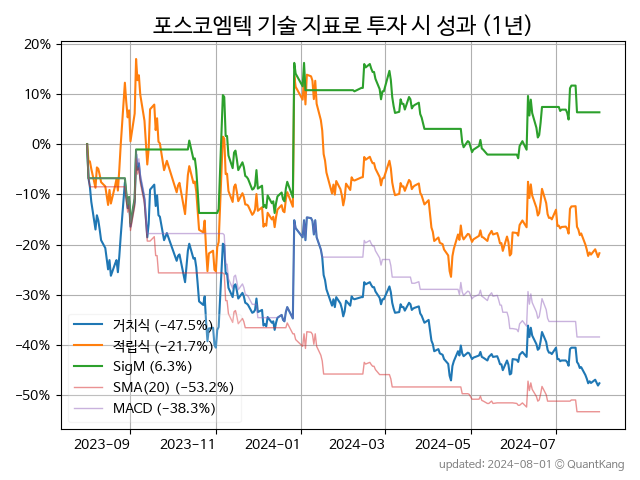 포스코엠텍 기술 지표로 투자 시 성과 (1년)
20%
10%
0%
−10%
−20%
−30%
−40%
−50%
거치식 (−47.5%)
적립식 (−21.7%)
SigM (6.3%)
SMA(20) (−53.2%)
MACD (−38.3%)
2023-09 2023-11 2024-01 2024-03 2024-05 2024-07
updated: 2024-08-01 © QuantKang